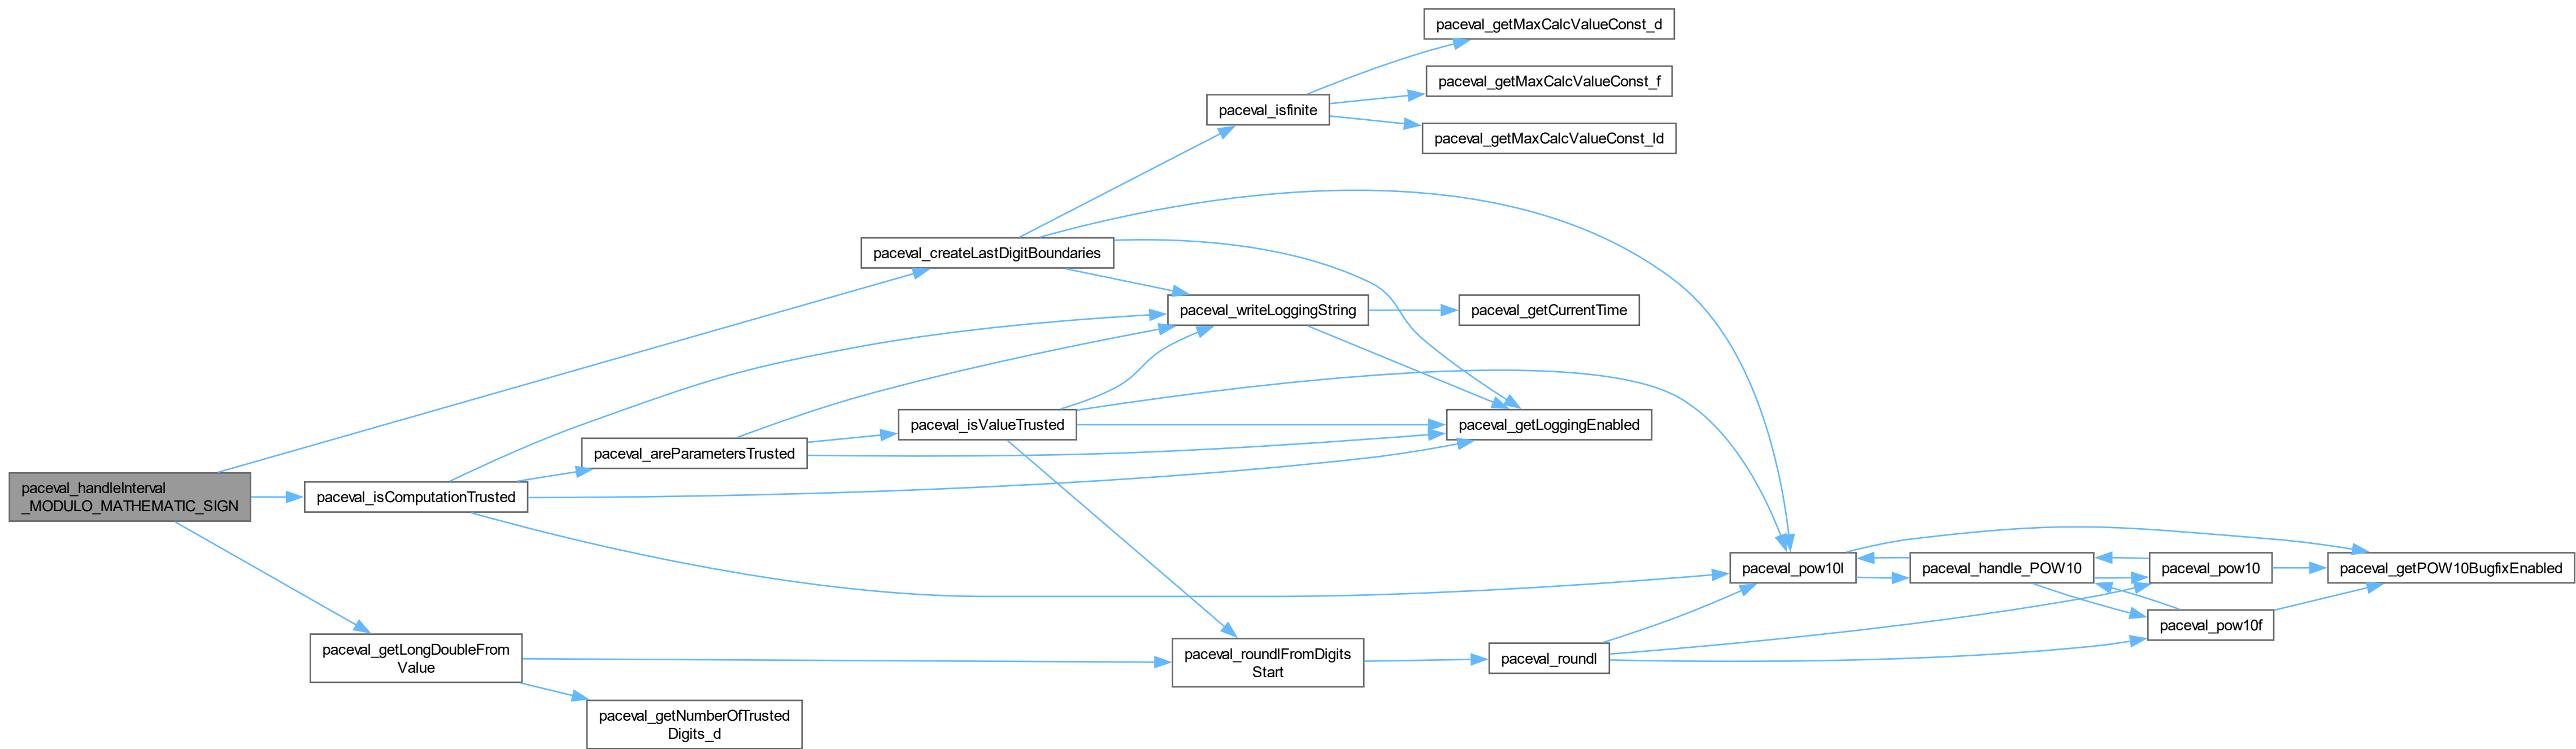 paceval_getMaxCalcValueConst_d
paceval_getMaxCalcValueConst_f
paceval_isfinite
paceval_getMaxCalcValueConst_ld
paceval_createLastDigitBoundaries
paceval_writeLoggingString
paceval_getCurrentTime
paceval_isValueTrusted
paceval_getLoggingEnabled
paceval_areParametersTrusted
paceval_handleInterval
_MODULO_MATHEMATIC_SIGN
paceval_isComputationTrusted
paceval_pow10l
paceval_handle_POW10
paceval_pow10
paceval_getPOW10BugfixEnabled
paceval_pow10f
paceval_getLongDoubleFrom
Value
paceval_roundlFromDigits
Start
paceval_roundl
paceval_getNumberOfTrusted
Digits_d